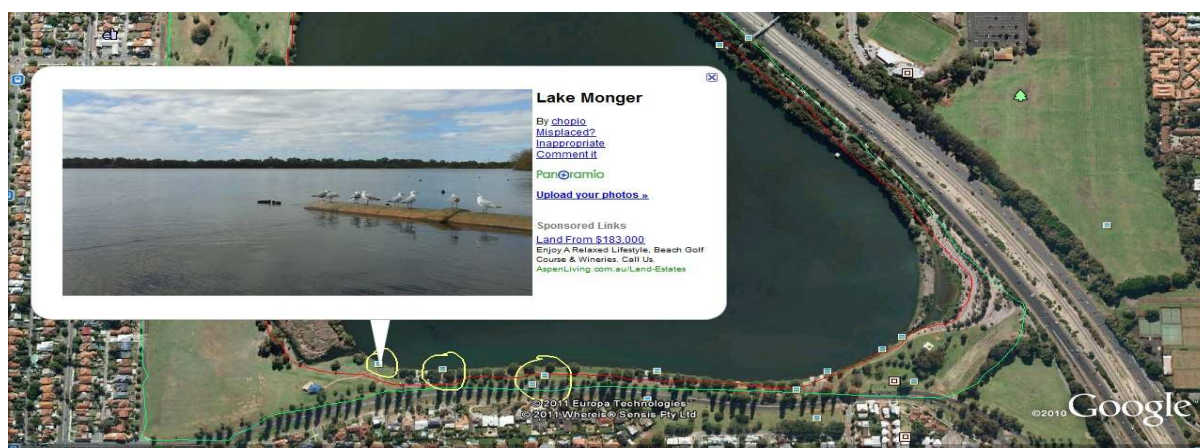 Lake Monger
By chopio
Misplaced?
Inappropriate
Comment it
Panoramio
Upload your photos »
Sponsored Links
Land From $183,000
Enjoy A Relaxed Lifestyle, Beach Golf
Course & Wineries. Call Us.
AspenLiving.com.au/Land-Estates
© 2011 Europa Technologies
© 2011 Whereis® Sensis Pty Ltd
©2010 Google